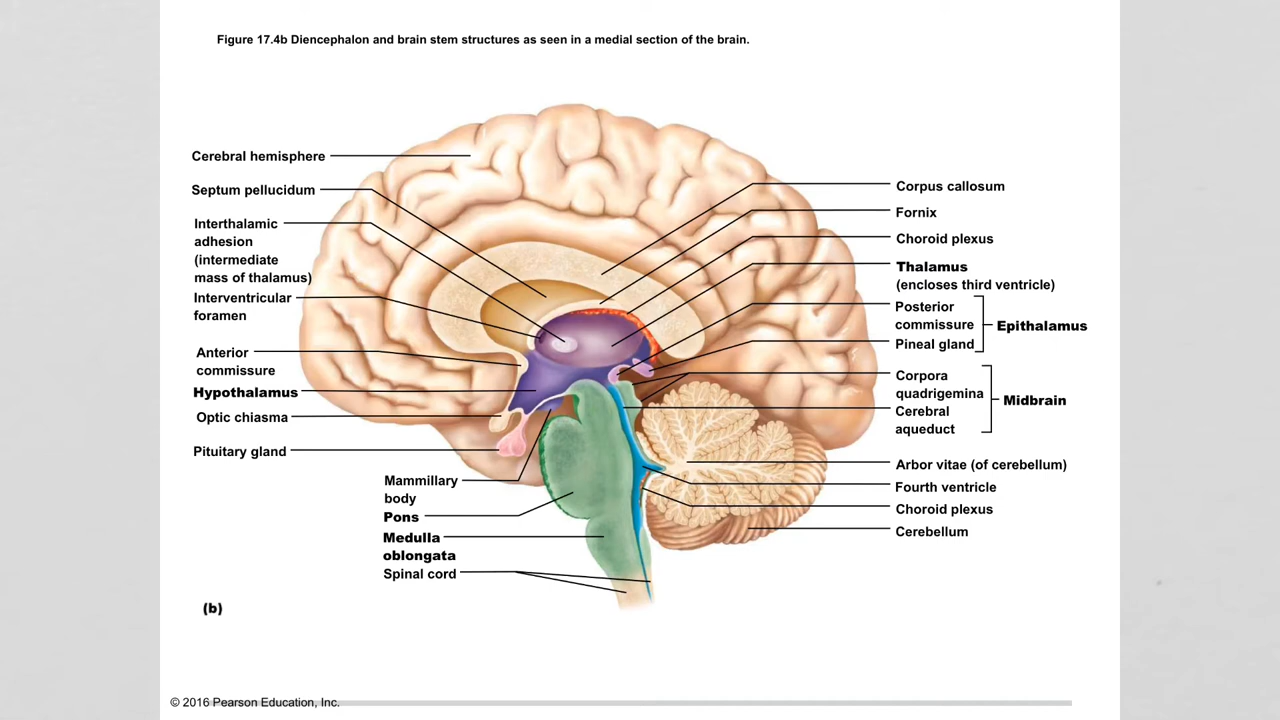 Figure 17.4b Diencephalon and brain stem structures as seen in a medial section of the brain.
Cerebral hemisphere
Septum pellucidum
Interthalamic
adhesion
(intermediate
mass of thalamus)
Interventricular
foramen
Anterior
commissure
Hypothalamus
Optic chiasma
Pituitary gland
Mammillary
body
Pons
Medulla
oblongata
Spinal cord
Corpus callosum
Fornix
Choroid plexus
Thalamus
(encloses third ventricle)
Posterior
commissure
Pineal gland
Epithalamus
Corpora
quadrigemina
Cerebral
aqueduct
Midbrain
Arbor vitae (of cerebellum)
Fourth ventricle
Choroid plexus
Cerebellum
(b)
© 2016 Pearson Education, Inc.